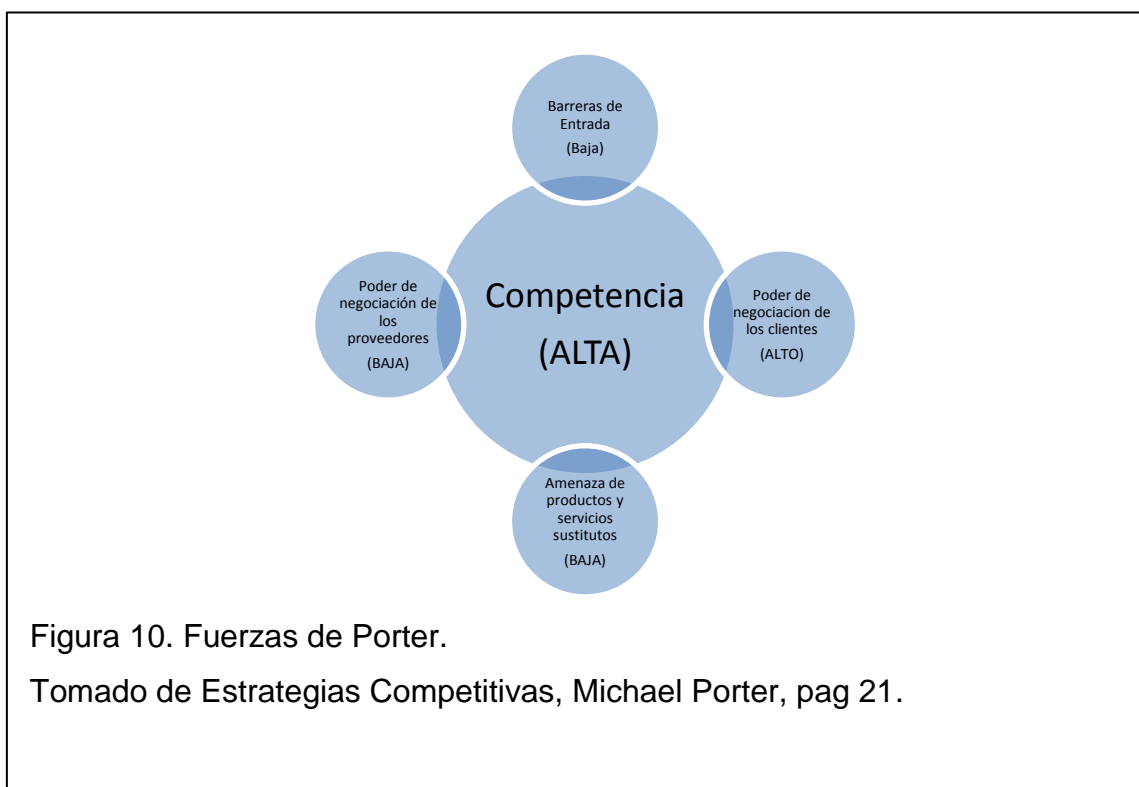 Barreras de
Entrada
(Baja)
Poder de
negociación de
los
proveedores
(BAJA)
Competencia
(ALTA)
Poder de
negociacion de
los clientes
(ALTO)
Amenaza de
productos y
servicios
sustitutos
(BAJA)
Figura 10. Fuerzas de Porter.
Tomado de Estrategias Competitivas, Michael Porter, pag 21.